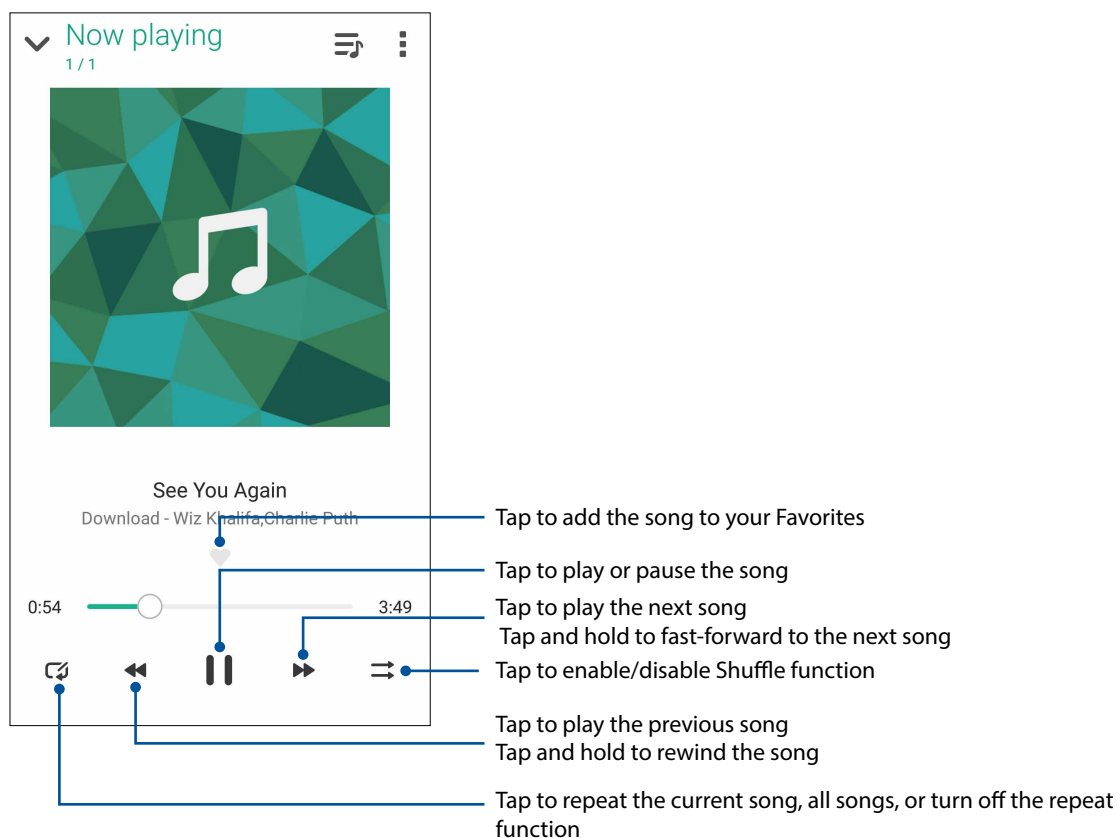 Now playing
1 / 1
See You Again
Download - Wiz Khalifa,Charlie Puth
Tap to add the song to your Favorites
Tap to play or pause the song
0:54
3:49
Tap to play the next song
Tap and hold to fast-forward to the next song
Tap to enable/disable Shuffle function
Tap to play the previous song
Tap and hold to rewind the song
Tap to repeat the current song, all songs, or turn off the repeat
function